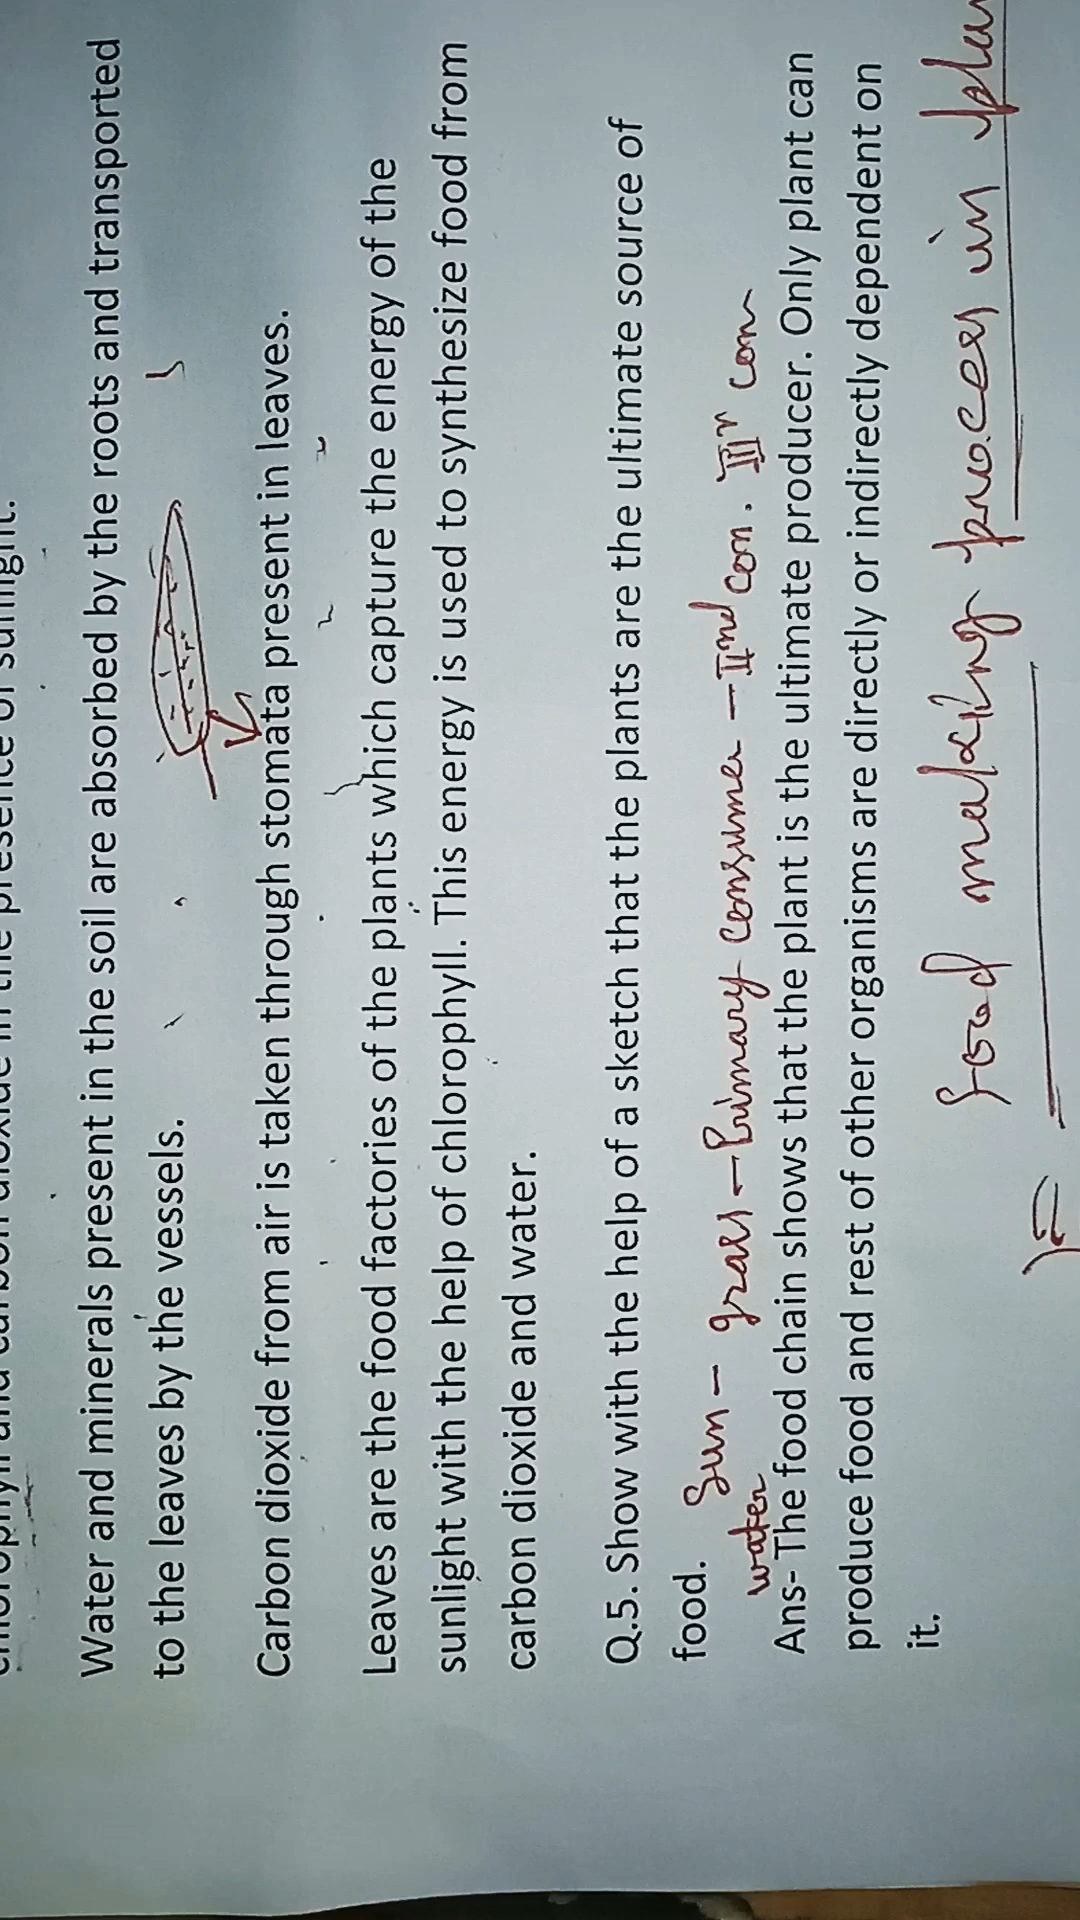 Water and minerals present in the soil are absorbed by the roots and transported
to the leaves by the vessels.
Carbon dioxide from air is taken through stomata present in leaves.
Leaves are the food factories of the plants which capture the energy of the
sunlight with the help of chlorophyll. This energy is used to synthesize food from
carbon dioxide and water.
Q.5. Show with the help of a sketch that the plants are the ultimate source of
food.
Sun - grass - Primary consumer - IInd con. IIIr con
water
Ans- The food chain shows that the plant is the ultimate producer. Only plant can
produce food and rest of other organisms are directly or indirectly dependent on
it.
food making process in